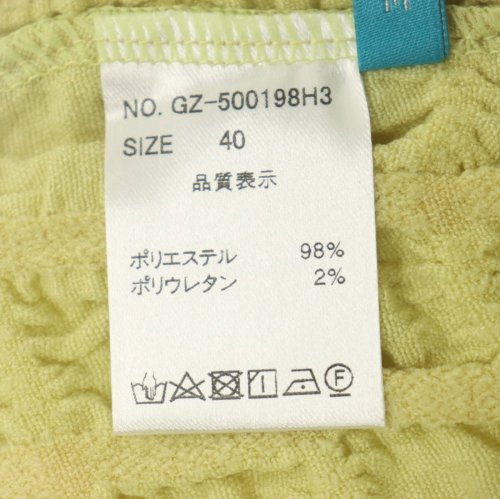 NO. GZ-500198H3
SIZE 40
品質表示
ポリエステル 98%
ポリウレタン 2%
F